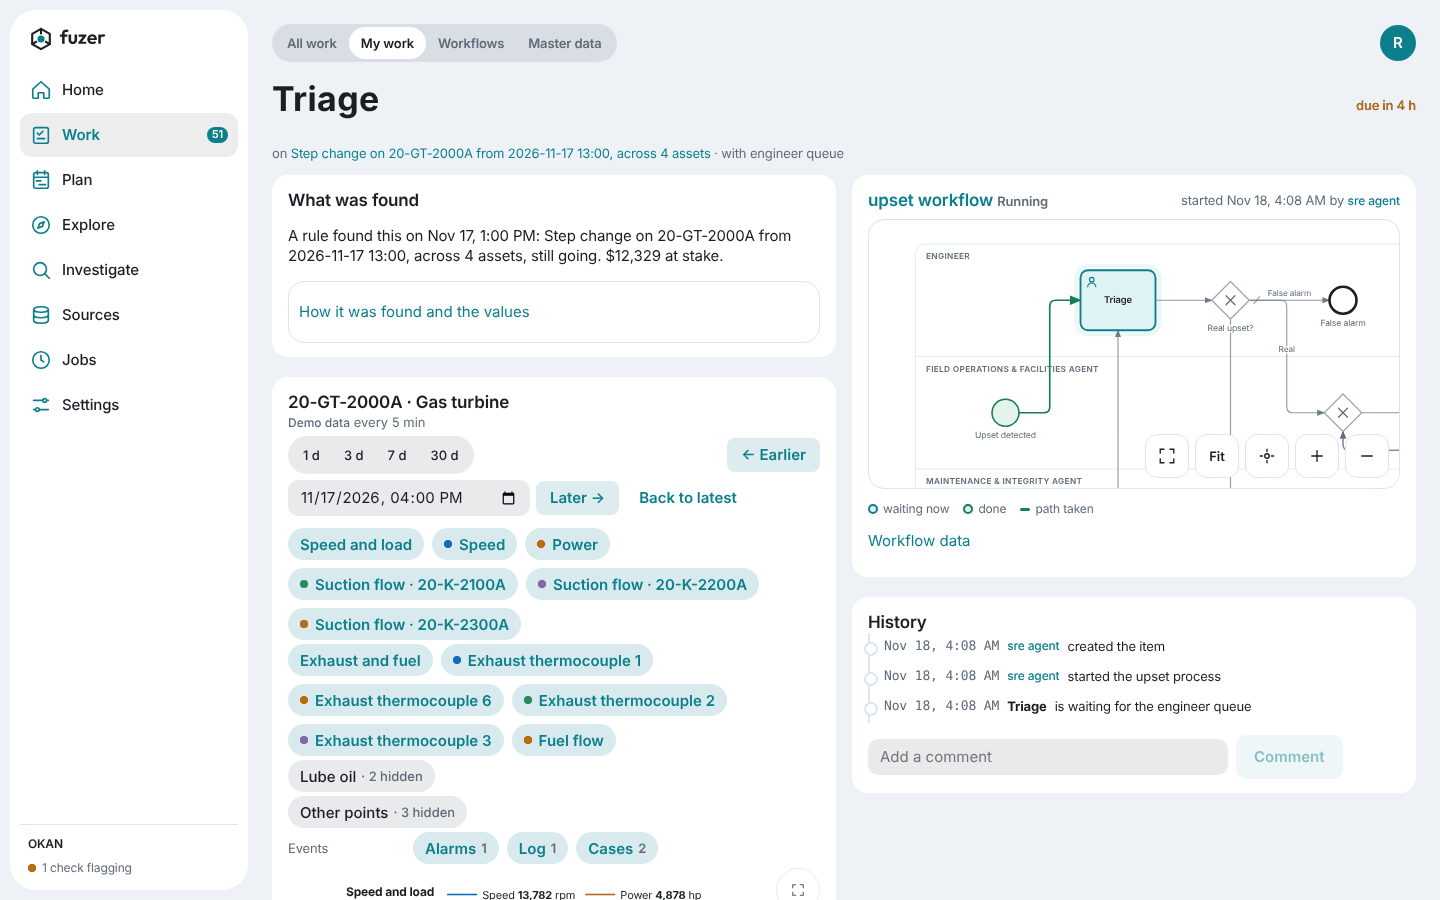 fuzer
Home
Work 51
Plan
Explore
Investigate
Sources
Jobs
Settings
OKAN
1 check flagging
All work My work Workflows Master data
R
Triage
due in 4 h
on Step change on 20-GT-2000A from 2026-11-17 13:00, across 4 assets · with engineer queue
What was found
A rule found this on Nov 17, 1:00 PM: Step change on 20-GT-2000A from
2026-11-17 13:00, across 4 assets, still going. $12,329 at stake.
How it was found and the values
20-GT-2000A · Gas turbine
Demo data every 5 min
1 d 3 d 7 d 30 d
← Earlier
11/17/2026, 04:00 PM
Later →
Back to latest
Speed and load Speed Power
Suction flow · 20-K-2100A Suction flow · 20-K-2200A
Suction flow · 20-K-2300A
Exhaust and fuel Exhaust thermocouple 1
Exhaust thermocouple 6 Exhaust thermocouple 2
Exhaust thermocouple 3 Fuel flow
Lube oil · 2 hidden
Other points · 3 hidden
Events Alarms 1 Log 1 Cases 2
Speed and load Speed 13,782 rpm Power 4,878 hp
upset workflow Running
started Nov 18, 4:08 AM by sre agent
ENGINEER
Triage
Real upset?
False alarm
False alarm
Real
FIELD OPERATIONS & FACILITIES AGENT
Upset detected
MAINTENANCE & INTEGRITY AGENT
Fit
waiting now done path taken
Workflow data
History
Nov 18, 4:08 AM sre agent created the item
Nov 18, 4:08 AM sre agent started the upset process
Nov 18, 4:08 AM Triage is waiting for the engineer queue
Add a comment
Comment